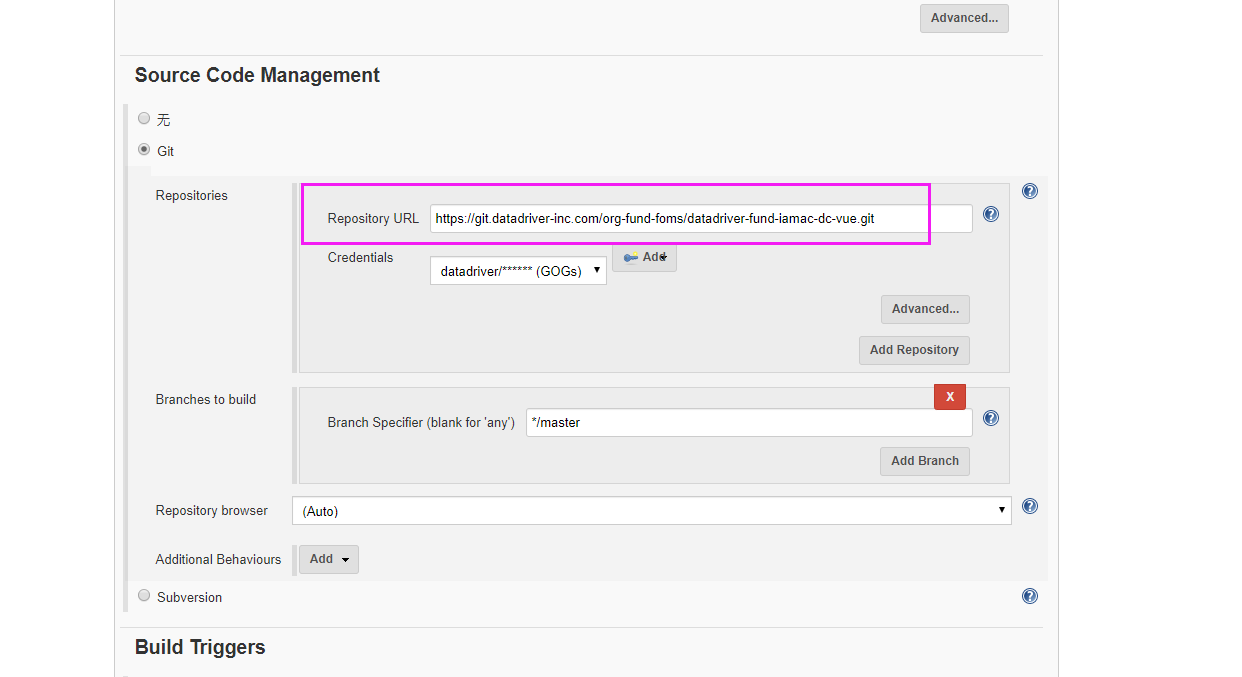 Advanced...
Source Code Management
无
Git
Repositories
Repository URL https://git.datadriver-inc.com/org-fund-foms/datadriver-fund-iamac-dc-vue.git
Credentials
datadriver/****** (GOGs)
Add
Advanced...
Add Repository
Branches to build
X
Branch Specifier (blank for 'any') */master
Add Branch
Repository browser (Auto)
Additional Behaviours Add
Subversion
Build Triggers